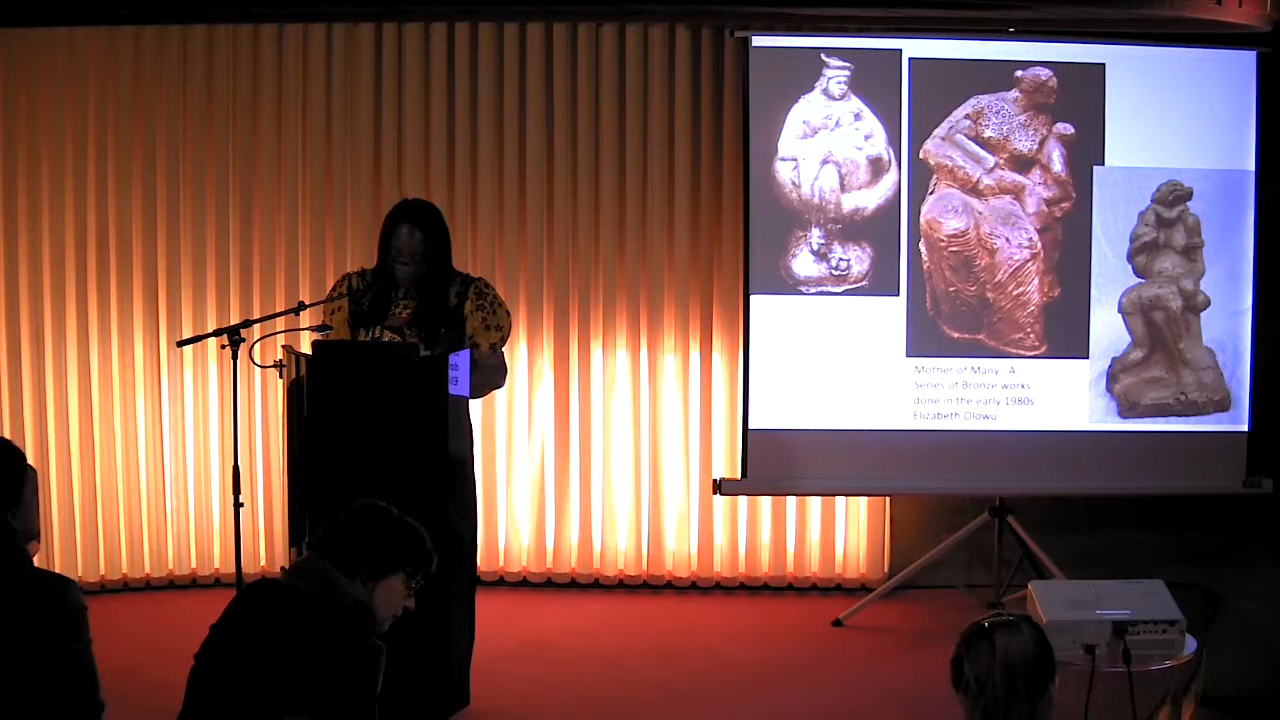 Mother of Many A
Series of Bronze works
done in the early 1980s
Elizabeth Olowu